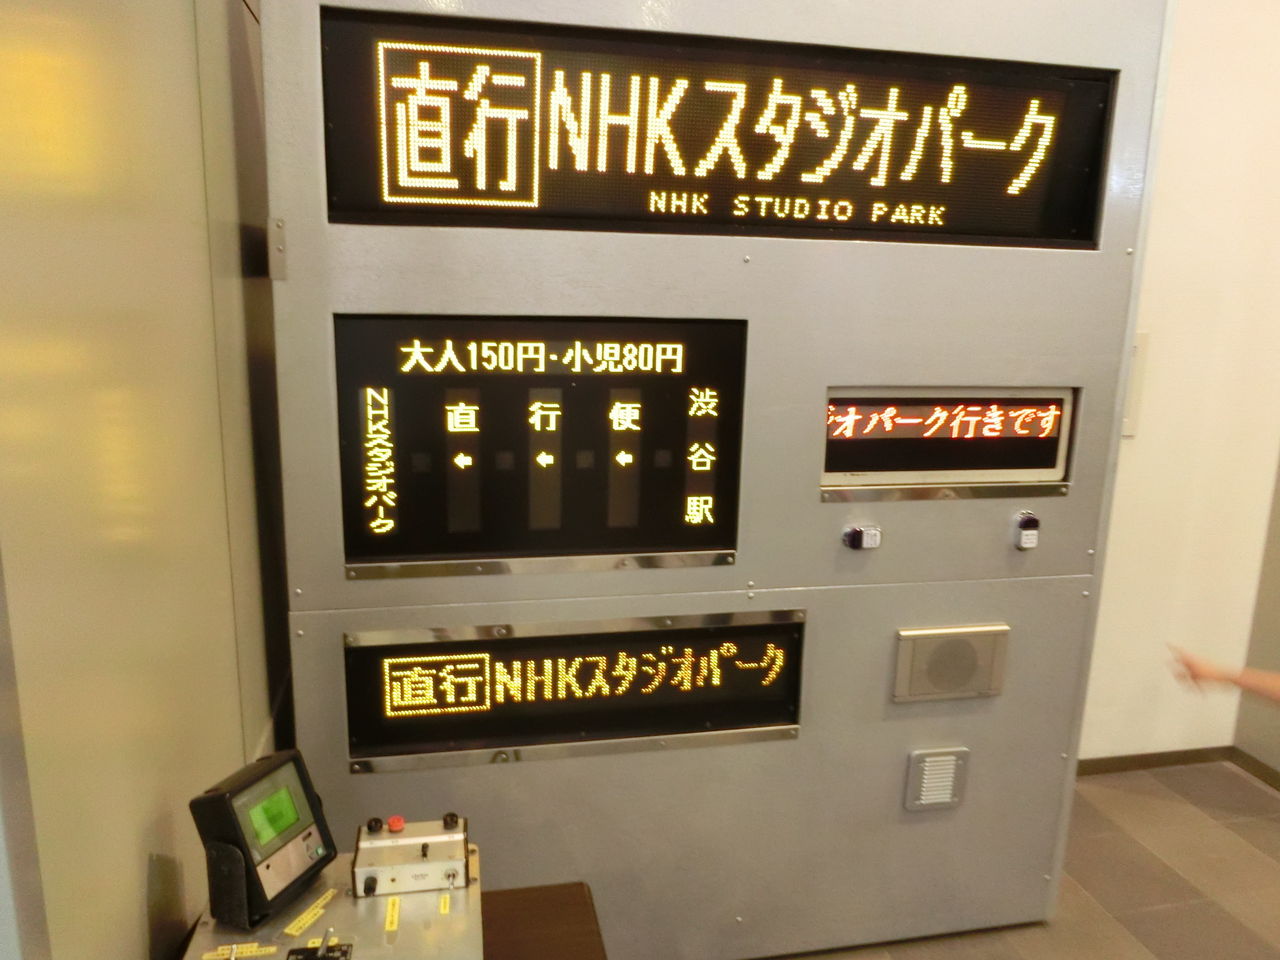 直行 NHKスタジオパーク
NHK STUDIO PARK
大人150円・小児80円
NHKスタジオパーク
直行便
←←←
渋谷駅
ジオパーク行きです
直行 NHKスタジオパーク